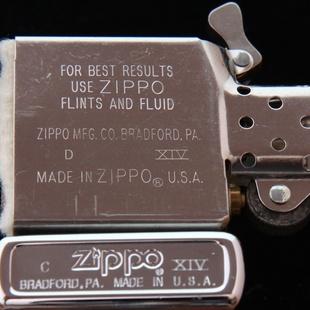 FOR BEST RESULTS
USE ZIPPO
FLINTS AND FLUID
ZIPPO MFG. CO. BRADFORD, PA.
D XIV
MADE IN ZIPPO® U.S.A.
C Zippo XIV
BRADFORD, PA. MADE IN U.S.A.